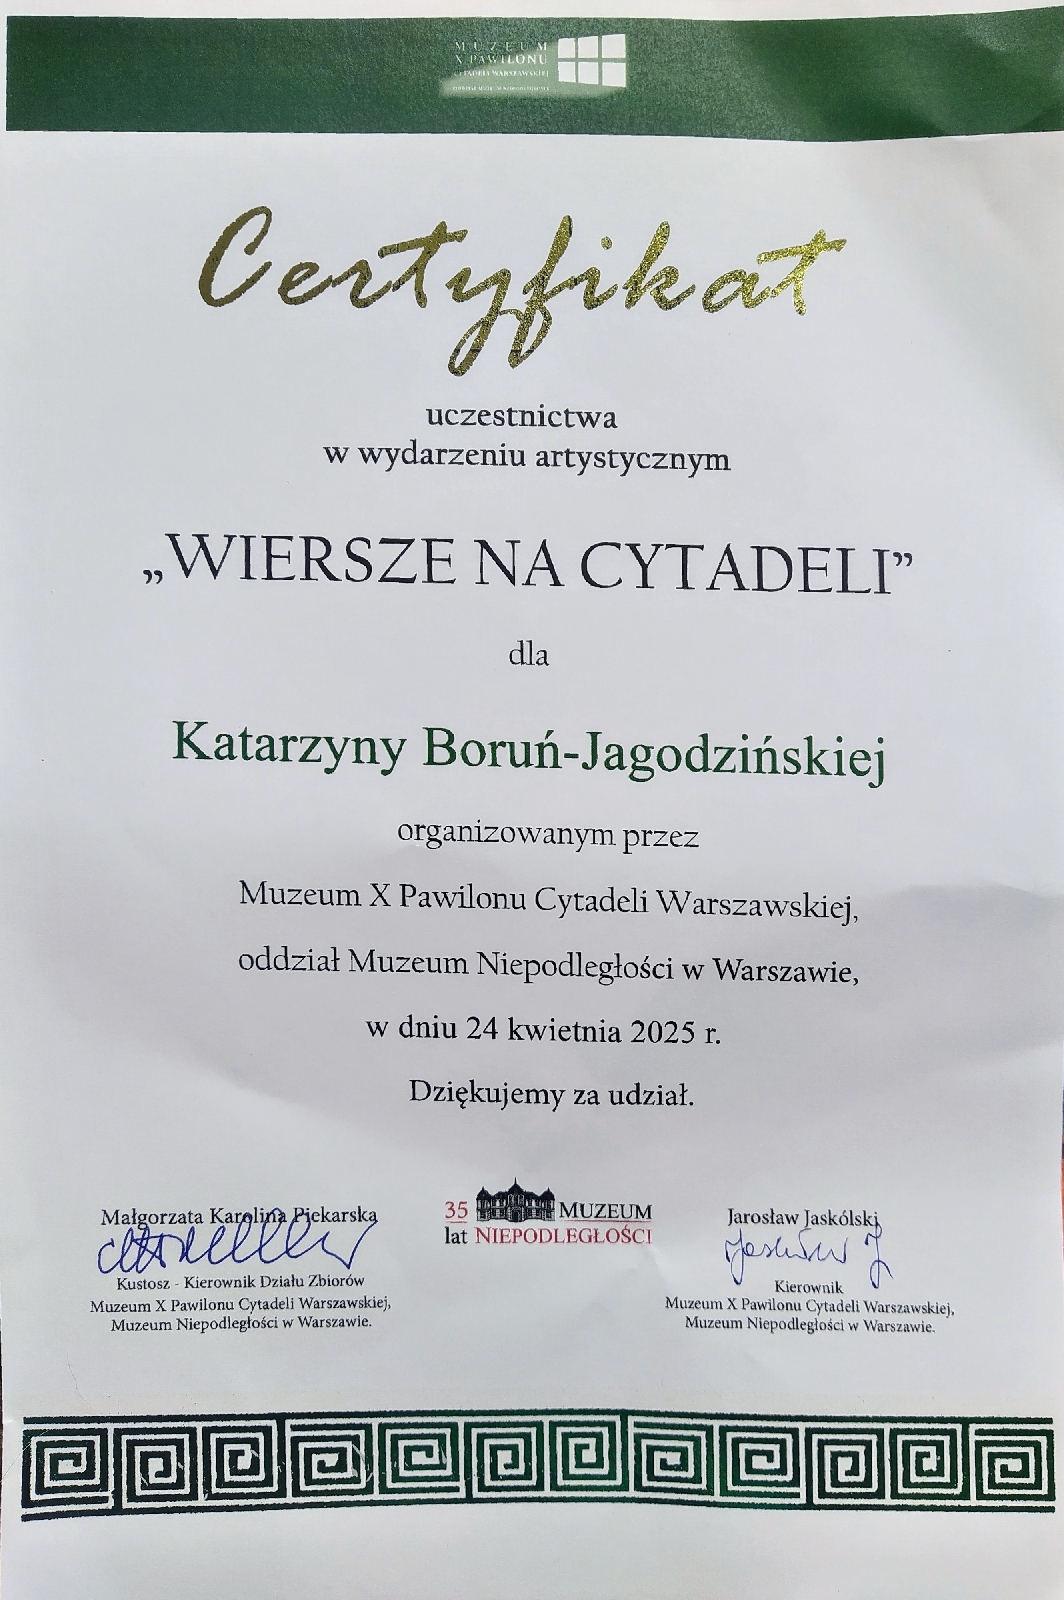 MUZEUM
X PAWILONU
CYTADELI WARSZAWSKIEJ
Certyfikat
uczestnictwa
w wydarzeniu artystycznym
„WIERSZE NA CYTADELI”
dla
Katarzyny Boruń-Jagodzińskiej
organizowanym przez
Muzeum X Pawilonu Cytadeli Warszawskiej,
oddział Muzeum Niepodległości w Warszawie,
w dniu 24 kwietnia 2025 r.
Dziękujemy za udział.
Małgorzata Karolina Piekarska
Kustosz - Kierownik Działu Zbiorów
Muzeum X Pawilonu Cytadeli Warszawskiej,
Muzeum Niepodległości w Warszawie.
35 MUZEUM
lat NIEPODLEGŁOŚCI
Jarosław Jaskólski
Kierownik
Muzeum X Pawilonu Cytadeli Warszawskiej,
Muzeum Niepodległości w Warszawie.